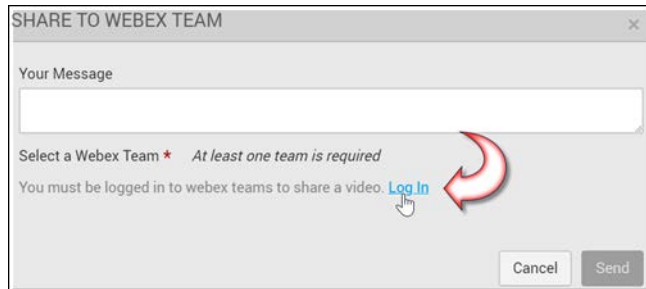 SHARE TO WEBEX TEAM ×
Your Message
Select a Webex Team * At least one team is required
You must be logged in to webex teams to share a video. Log In
Cancel Send